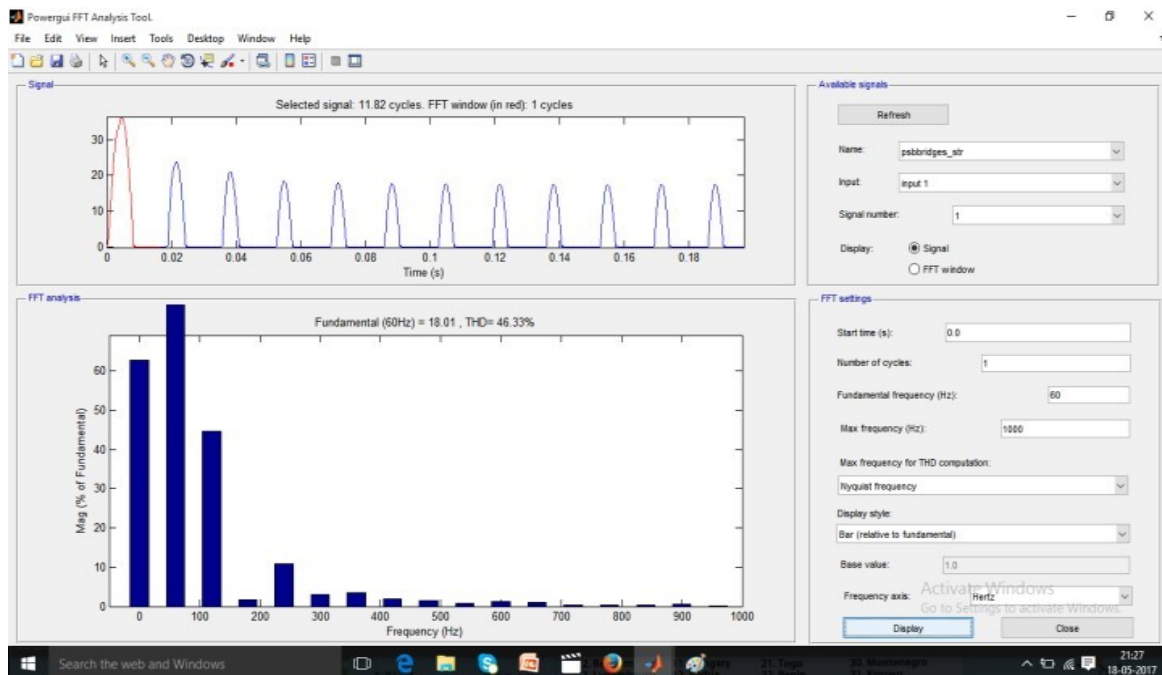 Powergui FFT Analysis Tool.
File Edit View Insert Tools Desktop Window Help
Signal
Selected signal: 11.82 cycles. FFT window (in red): 1 cycles
30
20
10
0
0 0.02 0.04 0.06 0.08 0.1 0.12 0.14 0.16 0.18
Time (s)
FFT analysis
Fundamental (60Hz) = 18.01 , THD= 46.33%
Mag (% of Fundamental)
60
50
40
30
20
10
0
0 100 200 300 400 500 600 700 800 900 1000
Frequency (Hz)
Available signals
Refresh
Name: psbbridges_str
Input: input 1
Signal number: 1
Display: Signal
FFT window
FFT settings
Start time (s): 0.0
Number of cycles: 1
Fundamental frequency (Hz): 60
Max frequency (Hz): 1000
Max frequency for THD computation:
Nyquist frequency
Display style:
Bar (relative to fundamental)
Base value: 1.0
Frequency axis: Hertz
Activate Windows
Go to Settings to activate Windows.
Display Close
Search the web and Windows
21. Togo 30. Montenegro
21:27
18-05-2017